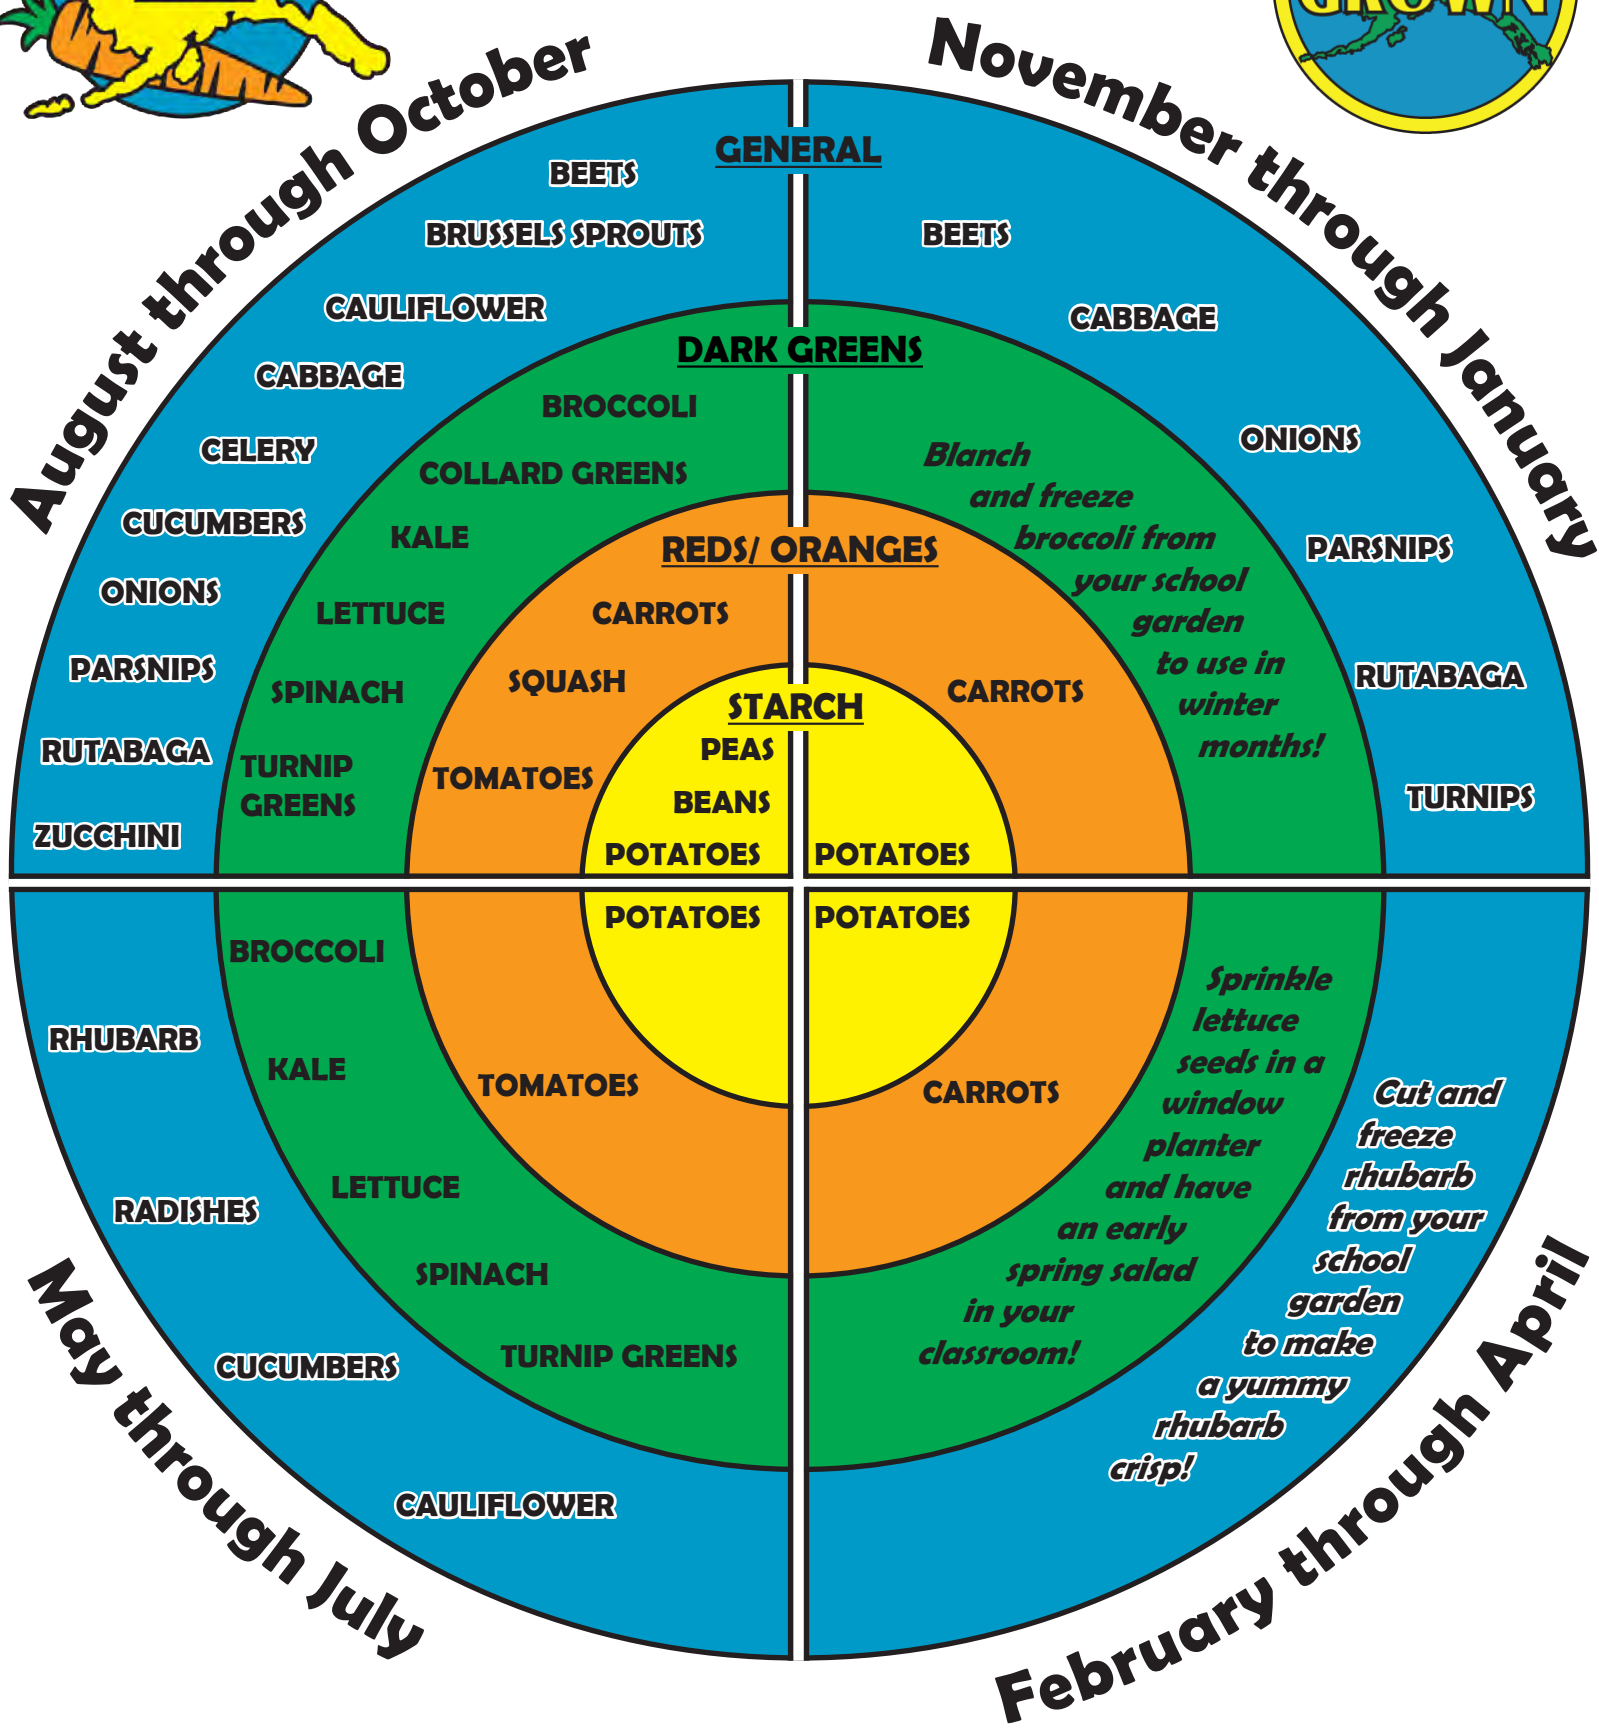 GROWN
August through October
November through January
GENERAL
BEETS
BRUSSELS SPROUTS
CAULIFLOWER
CABBAGE
CELERY
CUCUMBERS
ONIONS
PARSNIPS
RUTABAGA
ZUCCHINI
BEETS
CABBAGE
ONIONS
PARSNIPS
RUTABAGA
TURNIPS
DARK GREENS
BROCCOLI
COLLARD GREENS
KALE
LETTUCE
SPINACH
TURNIP
GREENS
Blanch
and freeze
broccoli from
your school
garden
to use in
winter
months!
REDS/ ORANGES
CARROTS
SQUASH
TOMATOES
CARROTS
STARCH
PEAS
BEANS
POTATOES
POTATOES
POTATOES
POTATOES
BROCCOLI
KALE
LETTUCE
SPINACH
TURNIP GREENS
RHUBARB
RADISHES
CUCUMBERS
CAULIFLOWER
TOMATOES
CARROTS
Sprinkle
lettuce
seeds in a
window
planter
and have
an early
spring salad
in your
classroom!
Cut and
freeze
rhubarb
from your
school
garden
to make
a yummy
rhubarb
crisp!
May through July
February through April